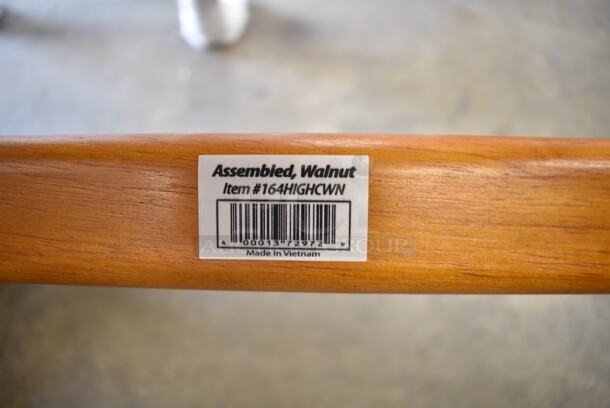 Assembled, Walnut
Item #164HIGHCWN
4 00013 72972 9
Made in Vietnam